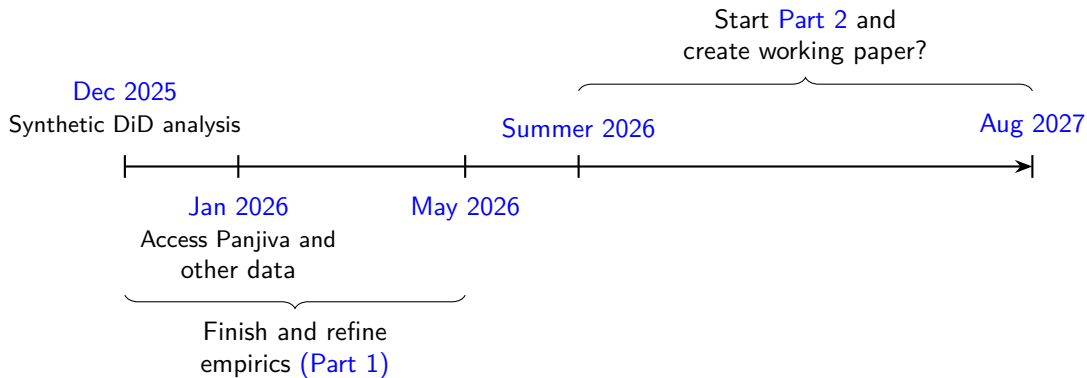 Start Part 2 and
create working paper?
Dec 2025
Synthetic DiD analysis
Summer 2026
Aug 2027
Jan 2026
May 2026
Access Panjiva and
other data
Finish and refine
empirics (Part 1)